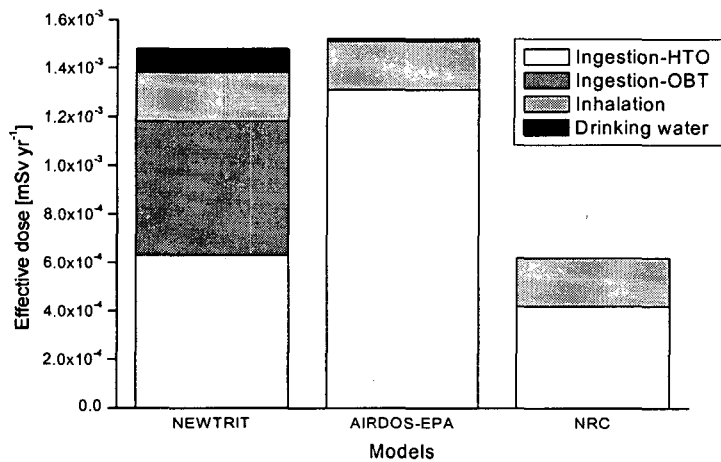 Effective dose [mSv yr⁻¹]
1.6x10⁻³
1.4x10⁻³
1.2x10⁻³
1.0x10⁻³
8.0x10⁻⁴
6.0x10⁻⁴
4.0x10⁻⁴
2.0x10⁻⁴
0.0
Ingestion-HTO
Ingestion-OBT
Inhalation
Drinking water
NEWTRIT AIRDOS-EPA NRC
Models